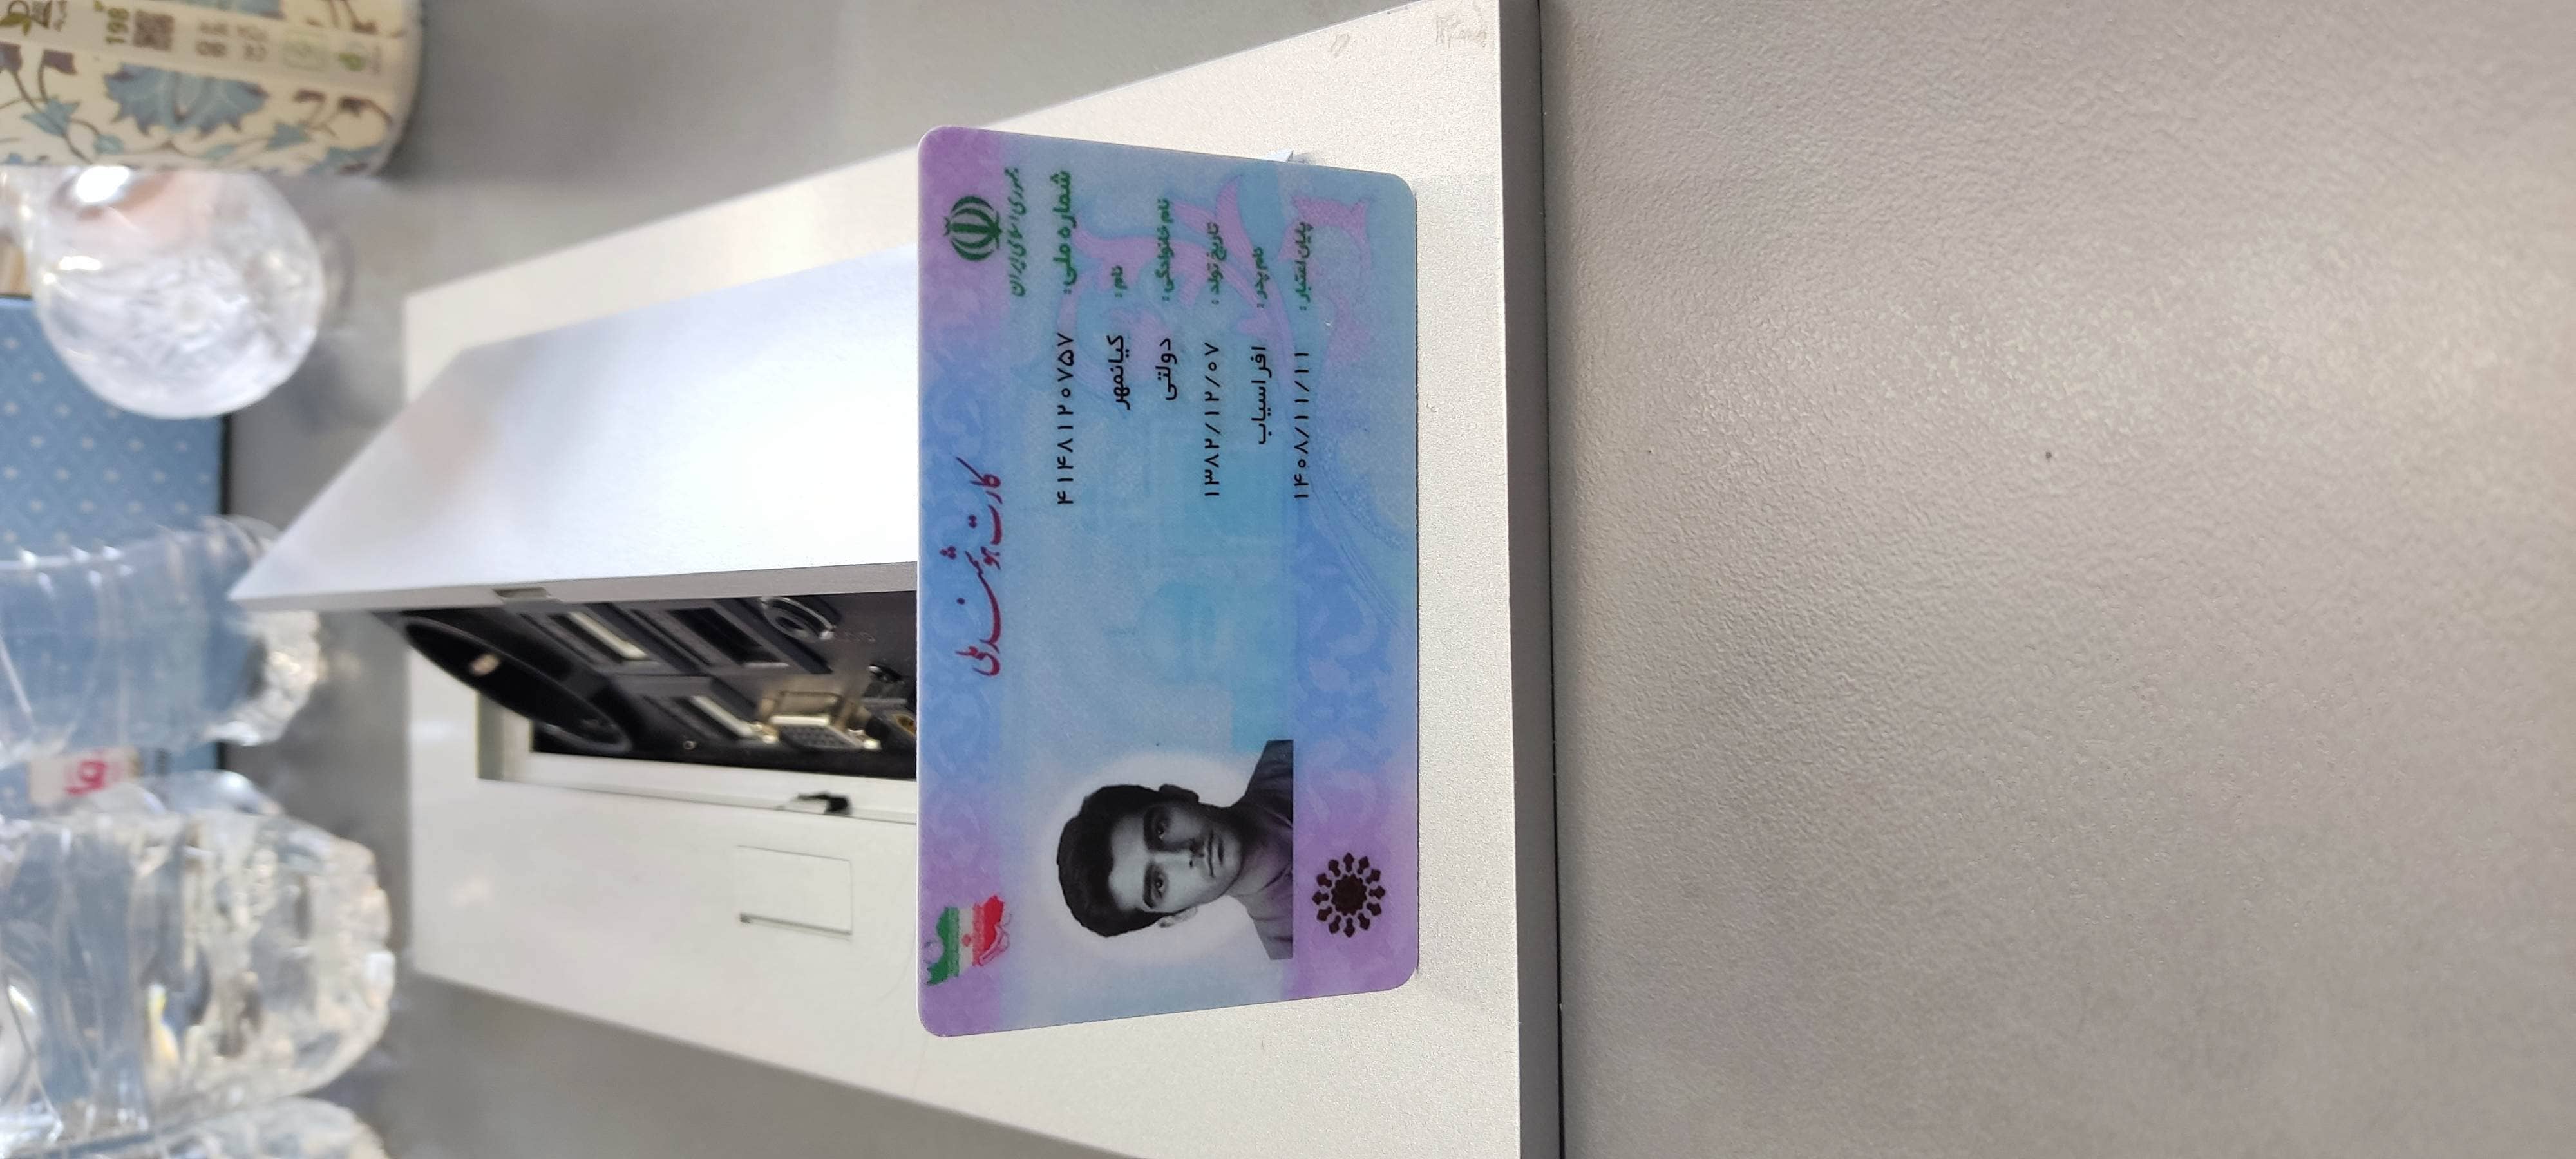 جمهوری اسلامی ایران
کارت هوشمند ملی
شماره ملی: ۴۱۴۸۱۲۰۷۵۷
نام: کیانمهر
نام خانوادگی: دولتی
تاریخ تولد: ۱۳۸۲/۱۲/۰۷
نام پدر: افراسیاب
پایان اعتبار: ۱۴۰۸/۱۱/۱۱
198